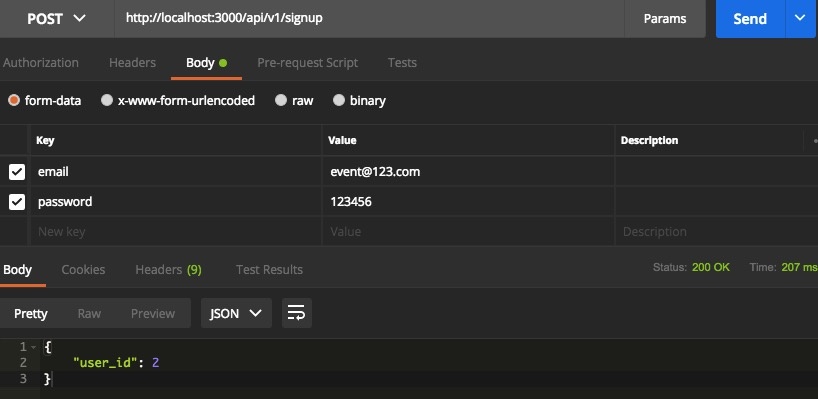 POST http://localhost:3000/api/v1/signup Params Send
Authorization Headers Body Pre-request Script Tests
form-data x-www-form-urlencoded raw binary
Key Value Description
email event@123.com
password 123456
New key Value Description
Body Cookies Headers (9) Test Results Status: 200 OK Time: 207 ms
Pretty Raw Preview JSON
1 {
2 "user_id": 2
3 }